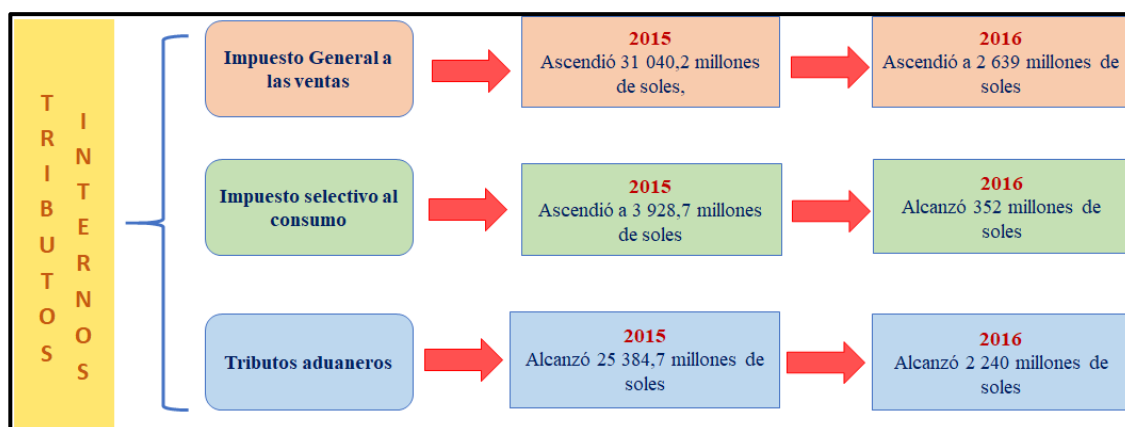 TRIBUTOS
INTERNOS
Impuesto General a
las ventas
2015
Ascendió 31 040,2 millones
de soles,
2016
Ascendió a 2 639 millones de
soles
Impuesto selectivo al
consumo
2015
Ascendió a 3 928,7 millones
de soles
2016
Alcanzó 352 millones de
soles
Tributos aduaneros
2015
Alcanzó 25 384,7 millones de
soles
2016
Alcanzó 2 240 millones de
soles